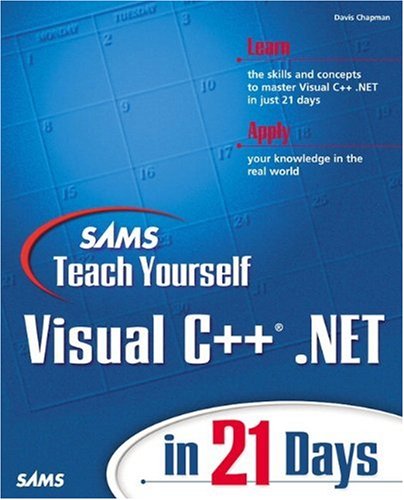 Davis Chapman
Learn
the skills and concepts
to master Visual C++ .NET
in just 21 days
Apply
your knowledge in the
real world
SAMS
Teach Yourself
Visual C++® .NET
in 21 Days
SAMS